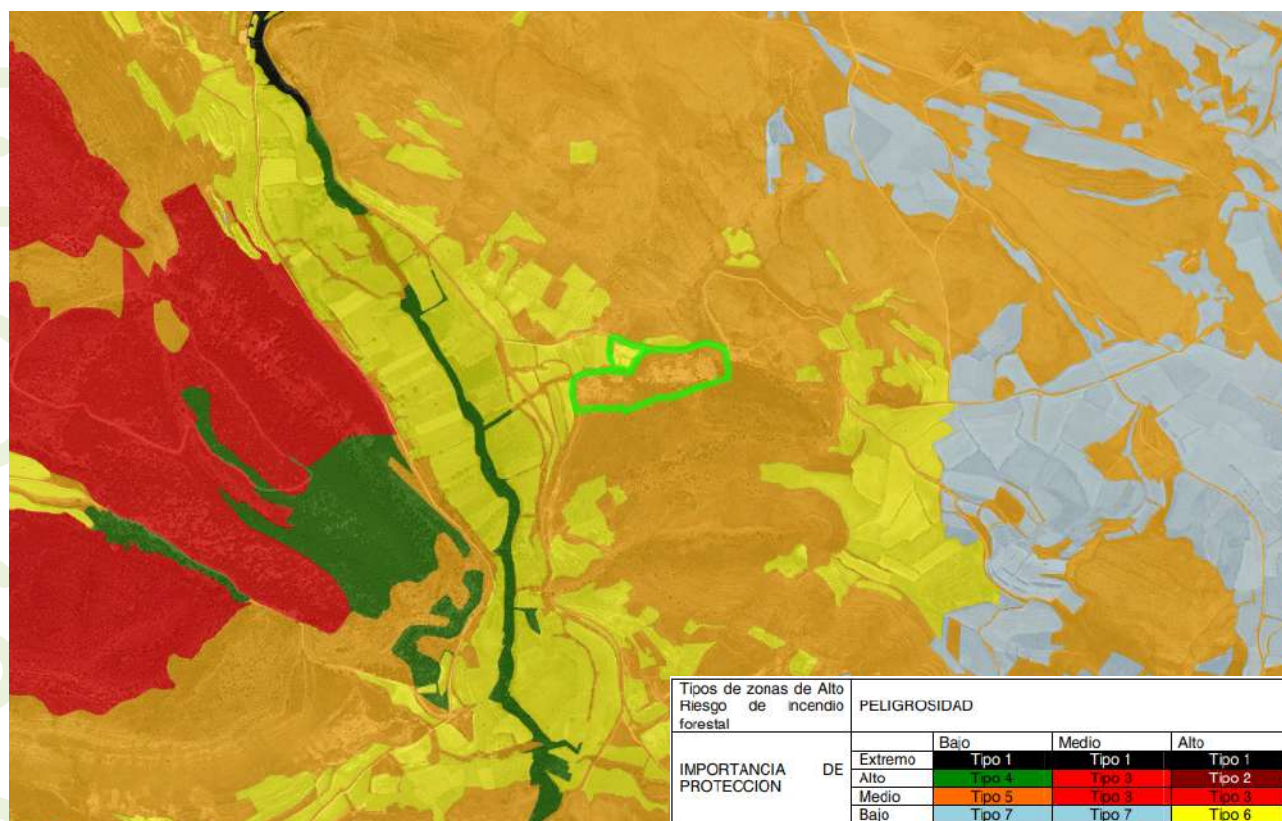 Tipos de zonas de Alto
Riesgo de incendio
forestal
PELIGROSIDAD
IMPORTANCIA DE
PROTECCION
Bajo Medio Alto
Extremo Tipo 1 Tipo 1 Tipo 1
Alto Tipo 4 Tipo 3 Tipo 2
Medio Tipo 5 Tipo 3 Tipo 3
Bajo Tipo 7 Tipo 7 Tipo 6